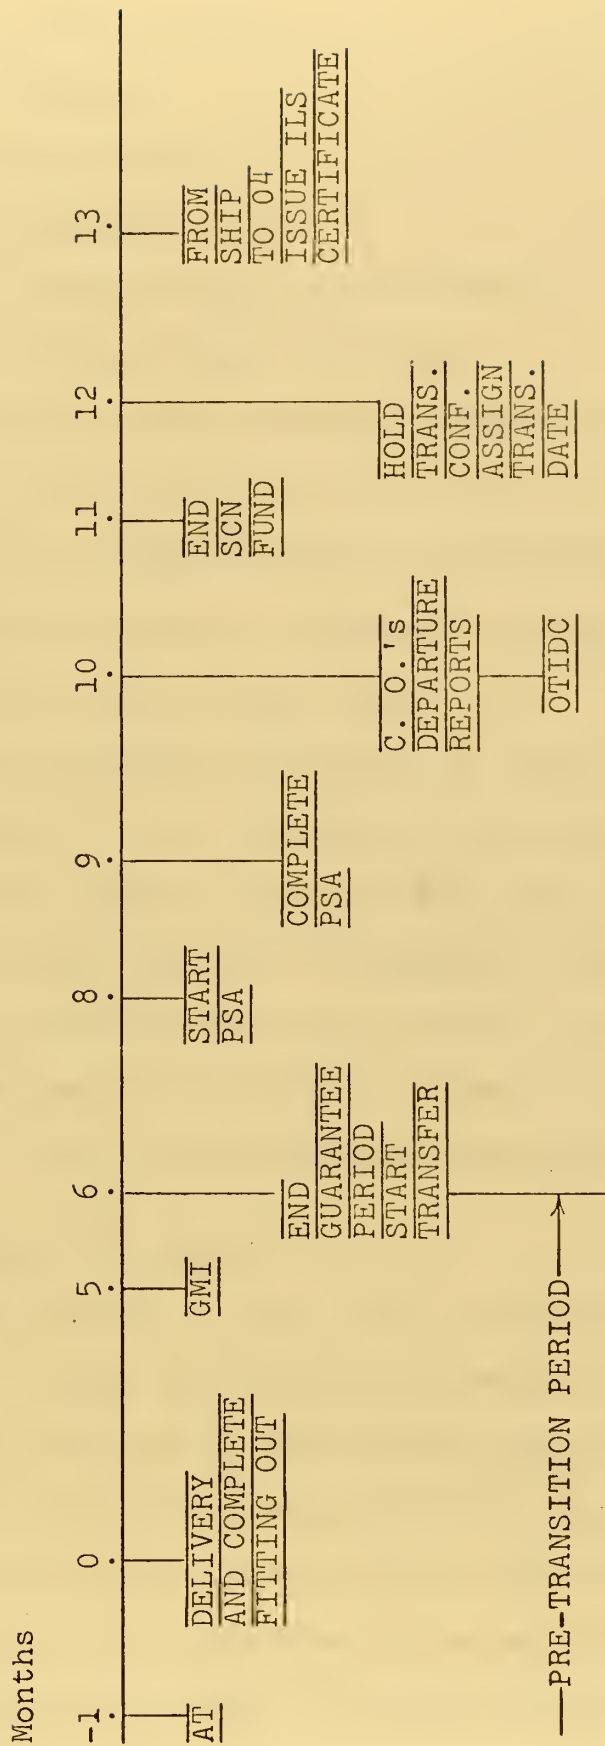 Months
-1 0 5 6 8 9 10 11 12 13
AT
DELIVERY
AND COMPLETE
FITTING OUT
GMI
END
GUARANTEE
PERIOD
START
TRANSFER
START
PSA
COMPLETE
PSA
C. O.'s
DEPARTURE
REPORTS
OTIDC
END
SCN
FUND
HOLD
TRANS.
CONF.
ASSIGN
TRANS.
DATE
FROM
SHIP
TO 04
ISSUE ILS
CERTIFICATE
PRE-TRANSITION PERIOD